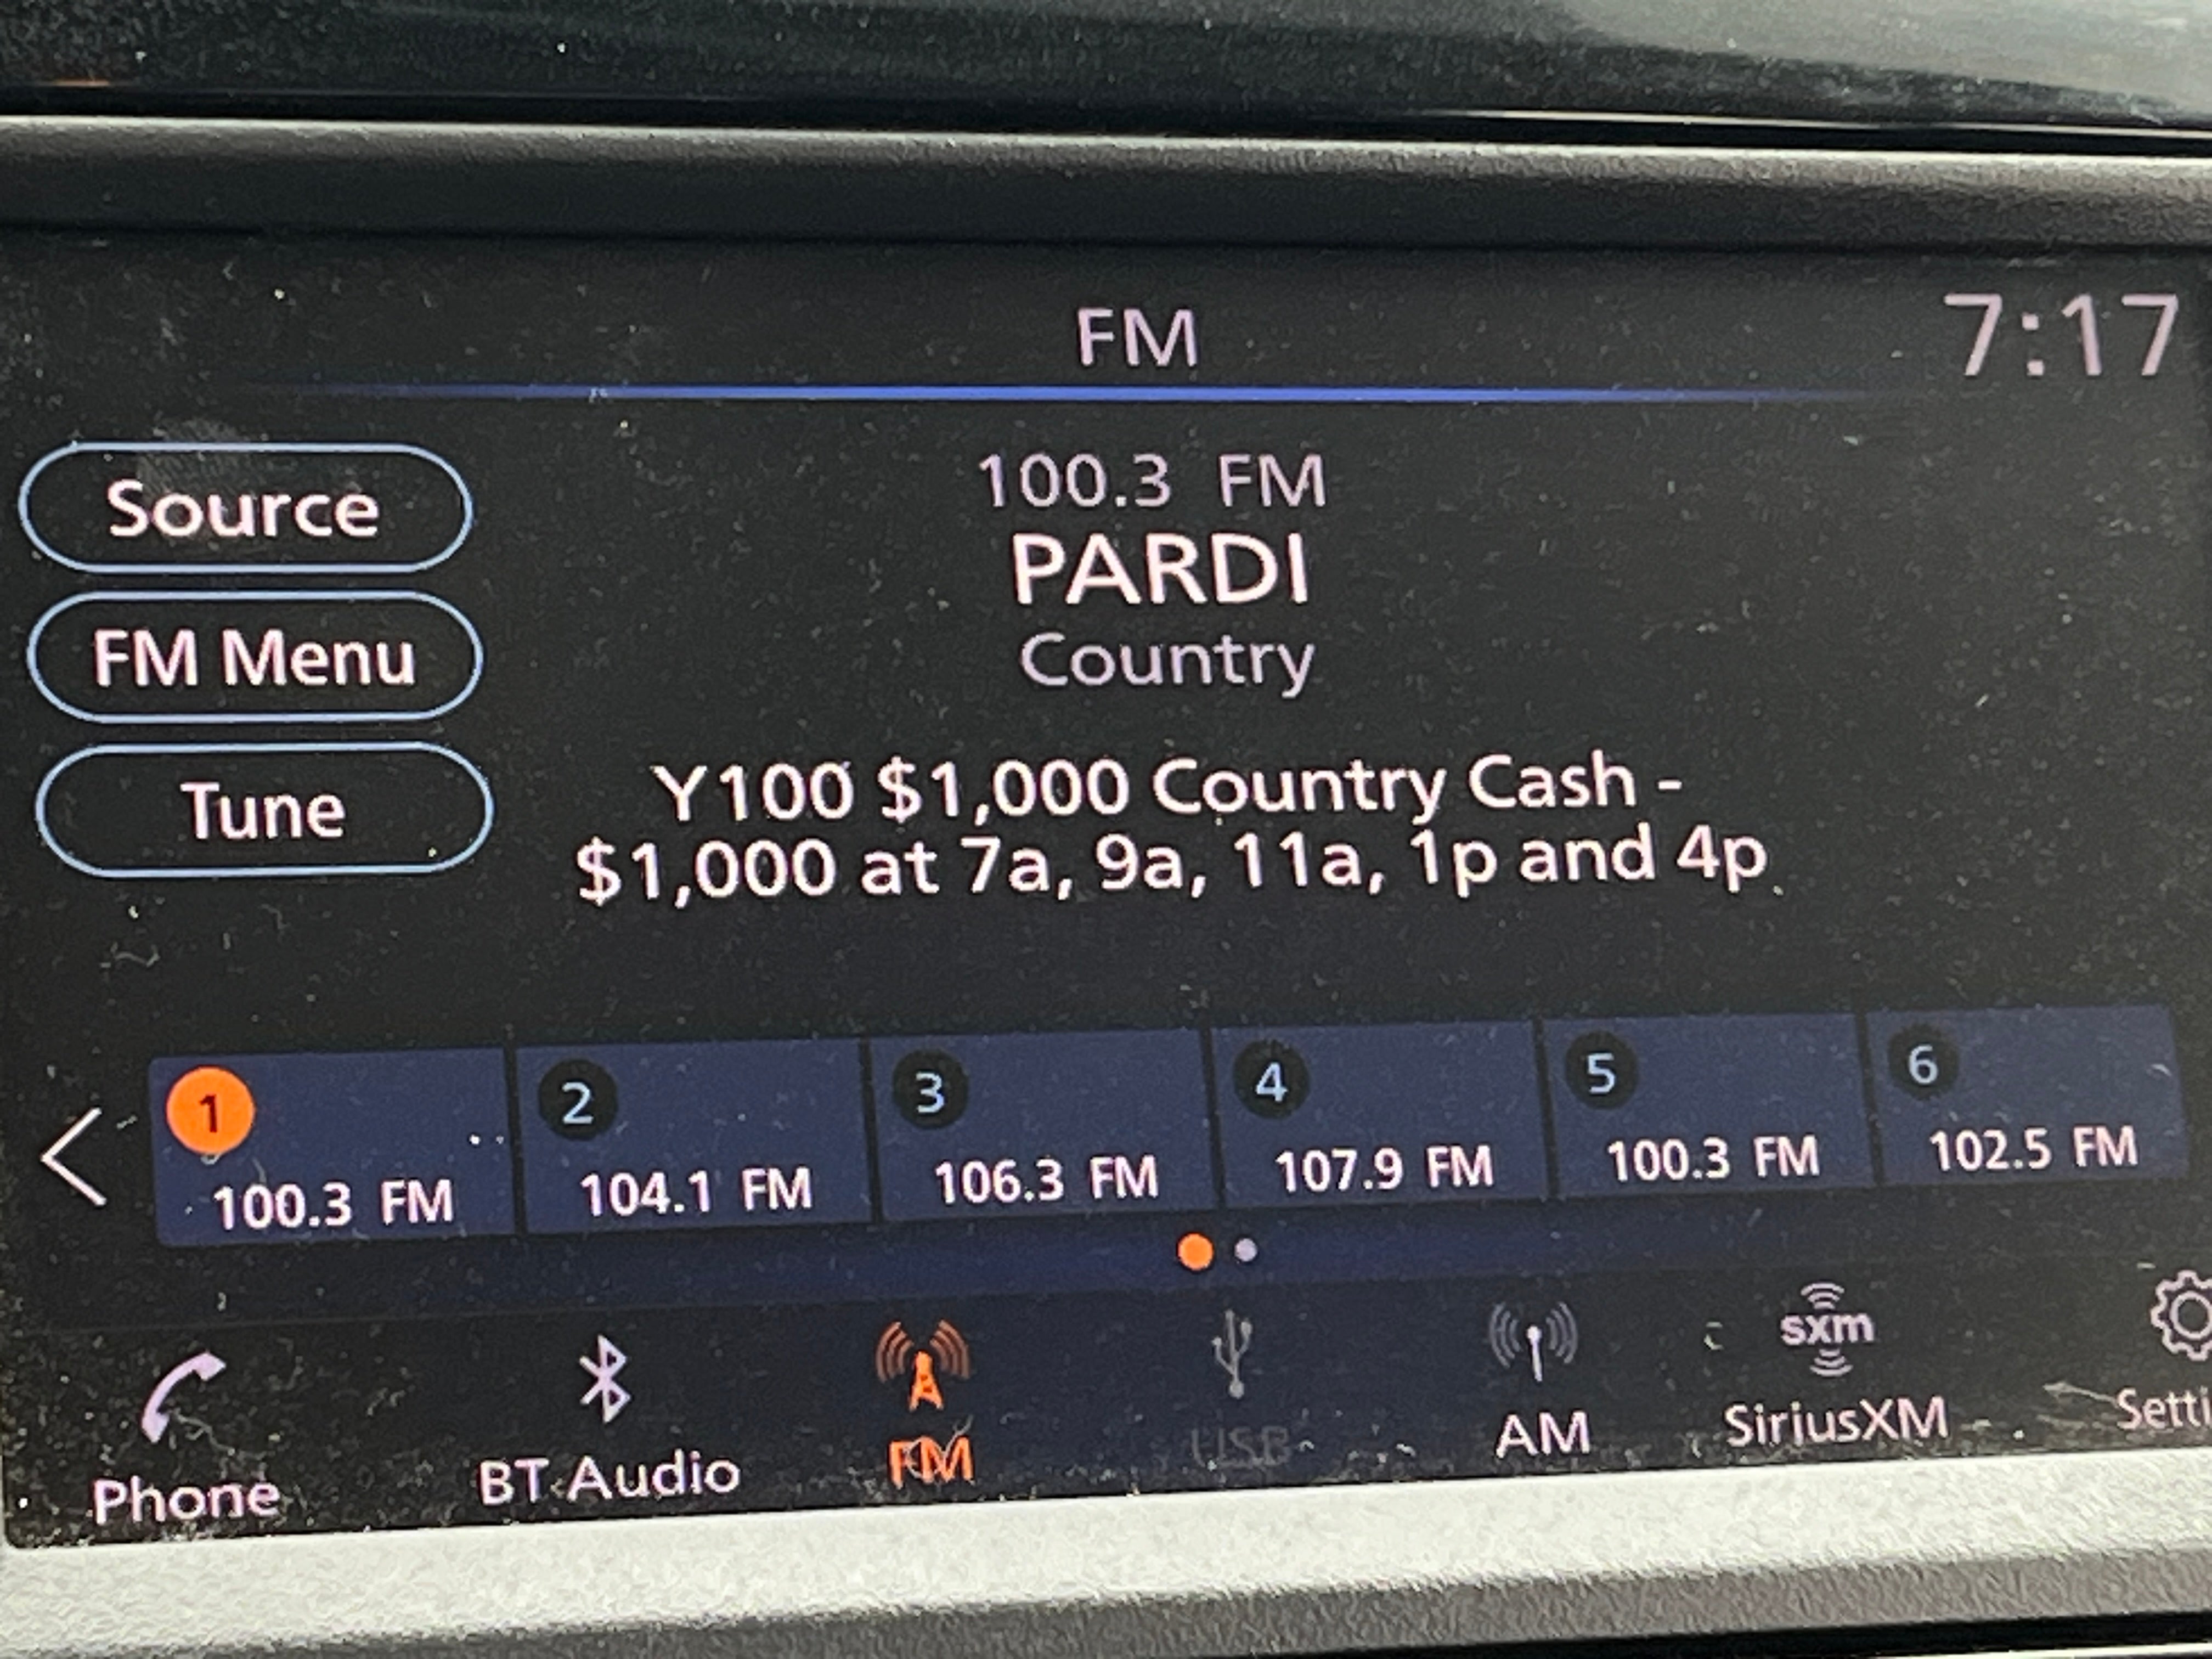 FM
7:17
Source
FM Menu
Tune
100.3 FM
PARDI
Country
Y100 $1,000 Country Cash -
$1,000 at 7a, 9a, 11a, 1p and 4p
1
100.3 FM
2
104.1 FM
3
106.3 FM
4
107.9 FM
5
100.3 FM
6
102.5 FM
Phone
BT Audio
FM
USB
AM
sxm
SiriusXM
Setti